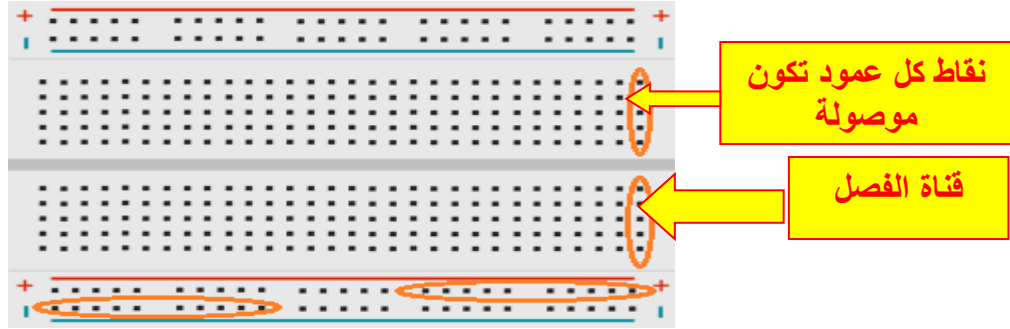 + +
نقاط كل عمود تكون
موصولة
قناة الفصل
+ +